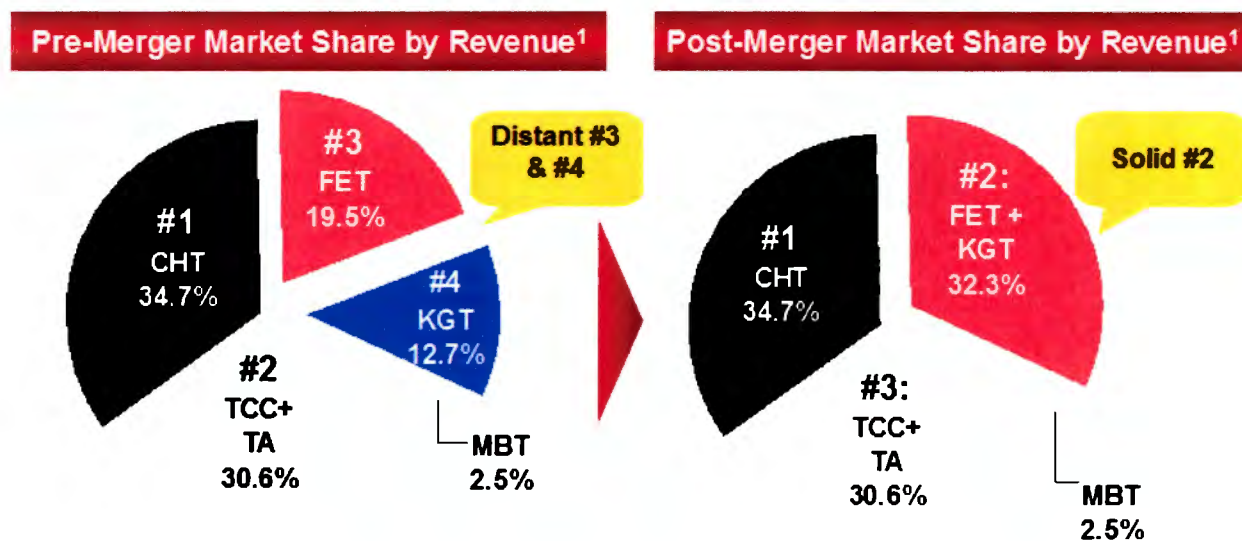 Pre-Merger Market Share by Revenue1
#3
FET
19.5%
Distant #3
& #4
#1
CHT
34.7%
#4
KGT
12.7%
#2
TCC+
TA
30.6%
MBT
2.5%
Post-Merger Market Share by Revenue1
Solid #2
#2:
FET +
KGT
32.3%
#1
CHT
34.7%
#3:
TCC+
TA
30.6%
MBT
2.5%